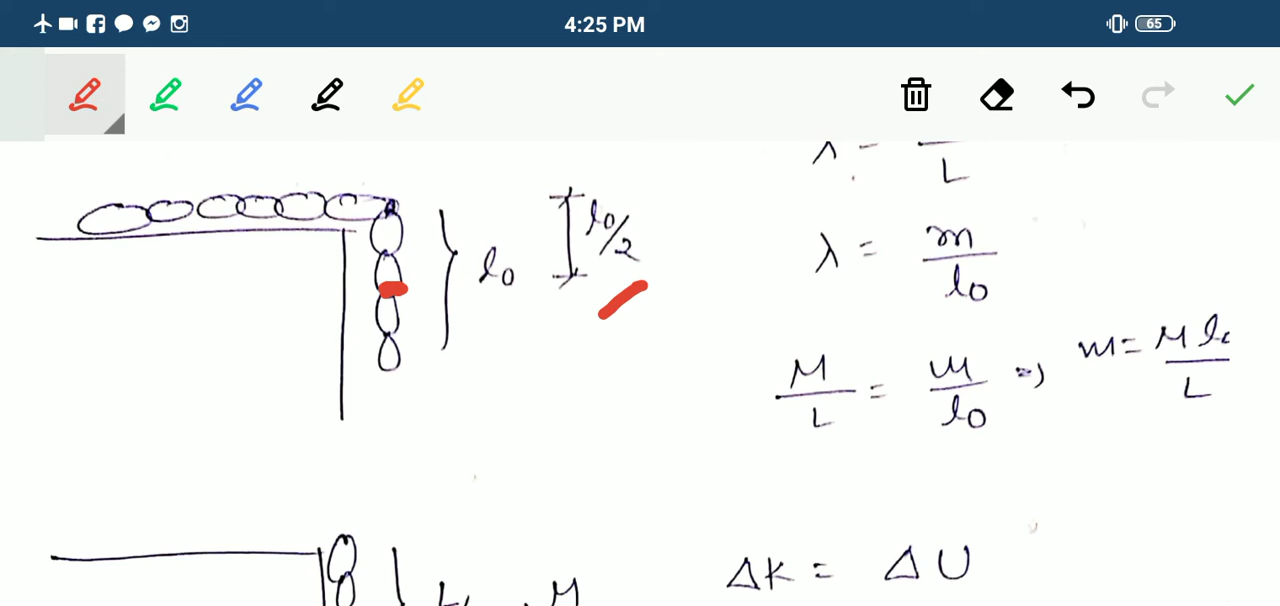 4:25 PM
65
λ = L
l0/2
l0
λ = m/l0
M/L = m/l0 => m = M l0/L
ΔK = ΔU
M